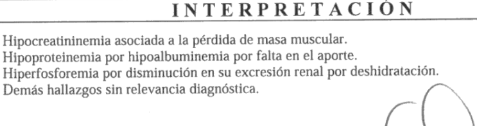 INTERPRETACIÓN
Hipocreatininemia asociada a la pérdida de masa muscular.
Hipoproteinemia por hipoalbuminemia por falta en el aporte.
Hiperfosforemia por disminución en su excresión renal por deshidratación.
Demás hallazgos sin relevancia diagnóstica.